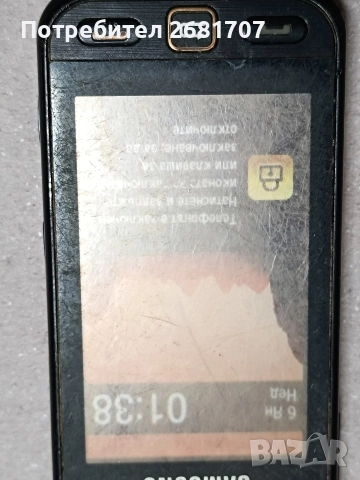 Потребител 2681707
SAMSUNG
01:38
6 Ян
Нед
Телефонът е заключен
Натиснете и задръжте
или клавиша за
заключване, за да
отключите
BAZAR